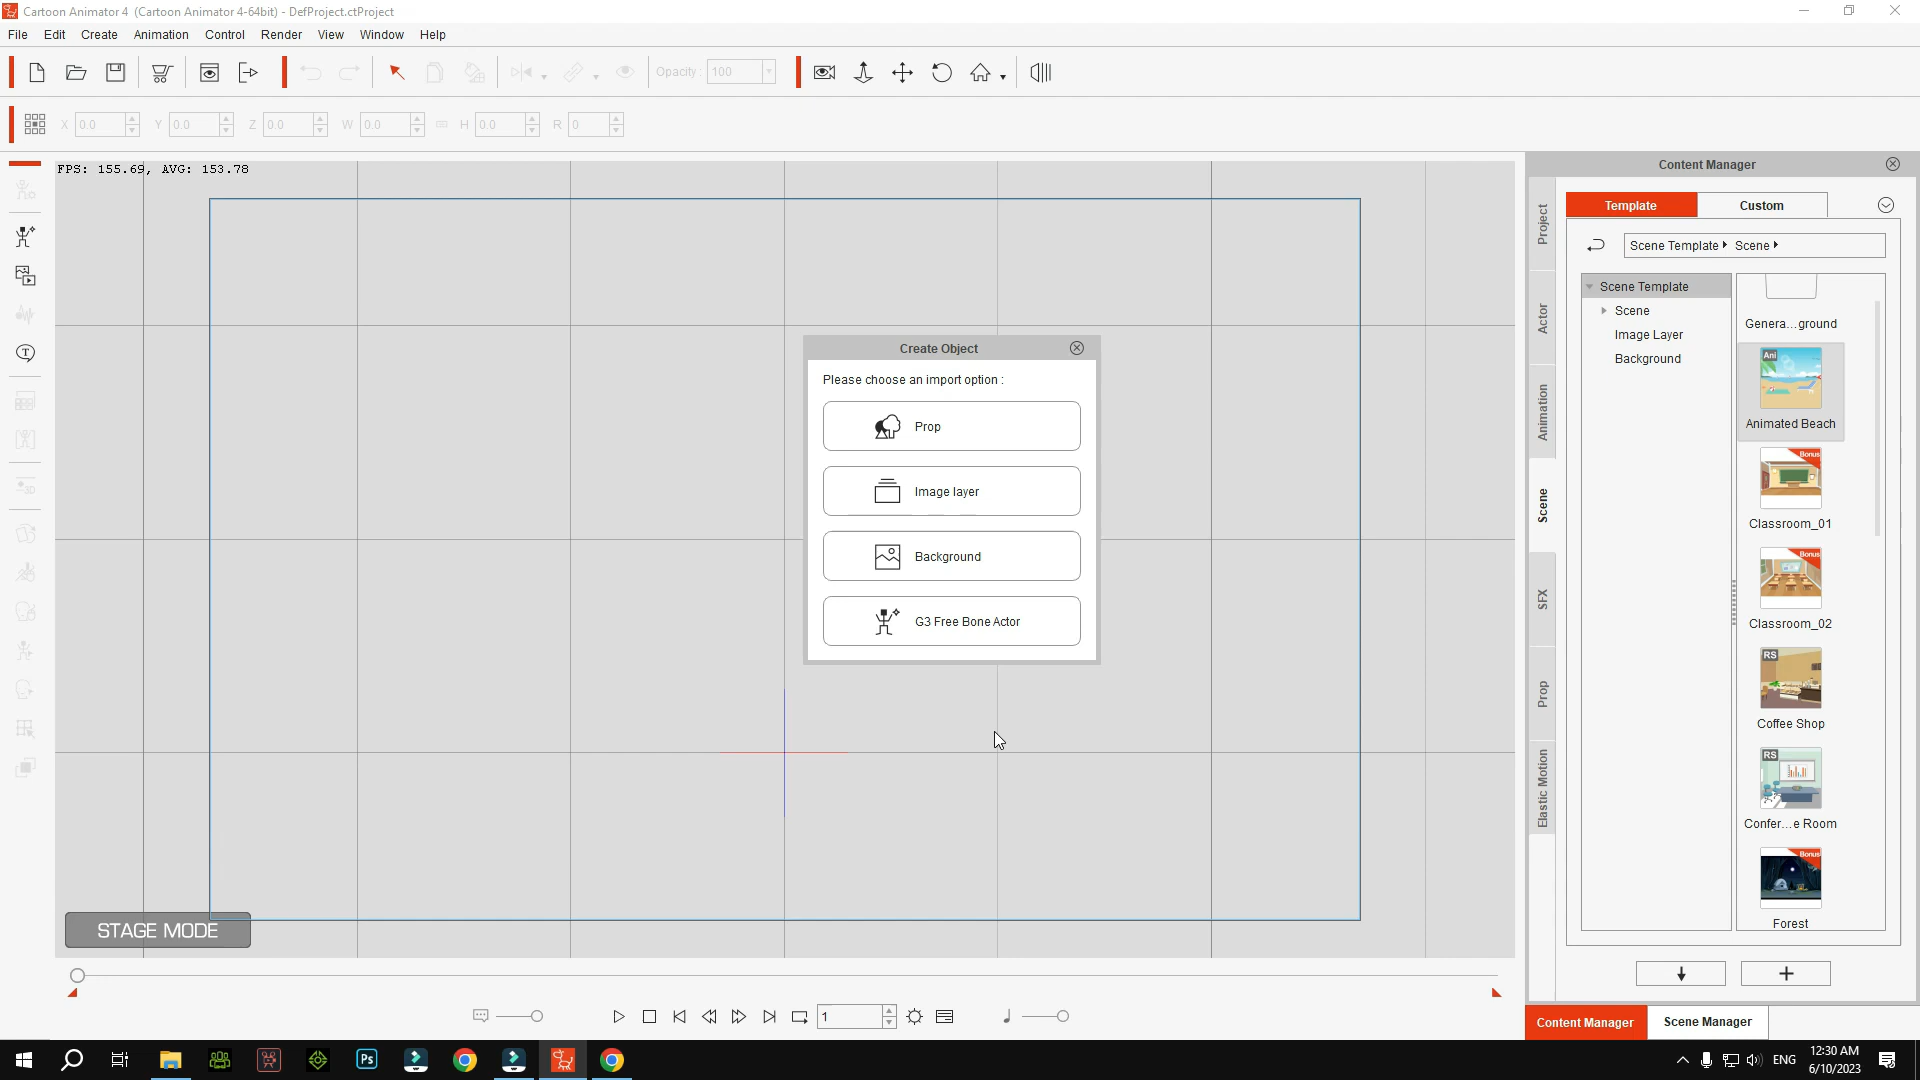 Cartoon Animator 4 (Cartoon Animator 4-64bit) - DefProject.ctProject
File Edit Create Animation Control Render View Window Help
Opacity : 100
X 0.0 Y 0.0 Z 0.0 W 0.0 H 0.0 R 0
FPS: 155.69, AVG: 153.78
Create Object
Please choose an import option :
Prop
Image layer
Background
G3 Free Bone Actor
STAGE MODE
1
Content Manager
Project
Actor
Animation
Scene
SFX
Prop
Elastic Motion
Template Custom
Scene Template Scene
Scene Template
Scene
Image Layer
Background
Genera...ground
Ani
Animated Beach
Bonus
Classroom_01
Bonus
Classroom_02
RS
Coffee Shop
RS
Confer...e Room
Bonus
Forest
Content Manager Scene Manager
Ps
ENG
12:30 AM
6/10/2023